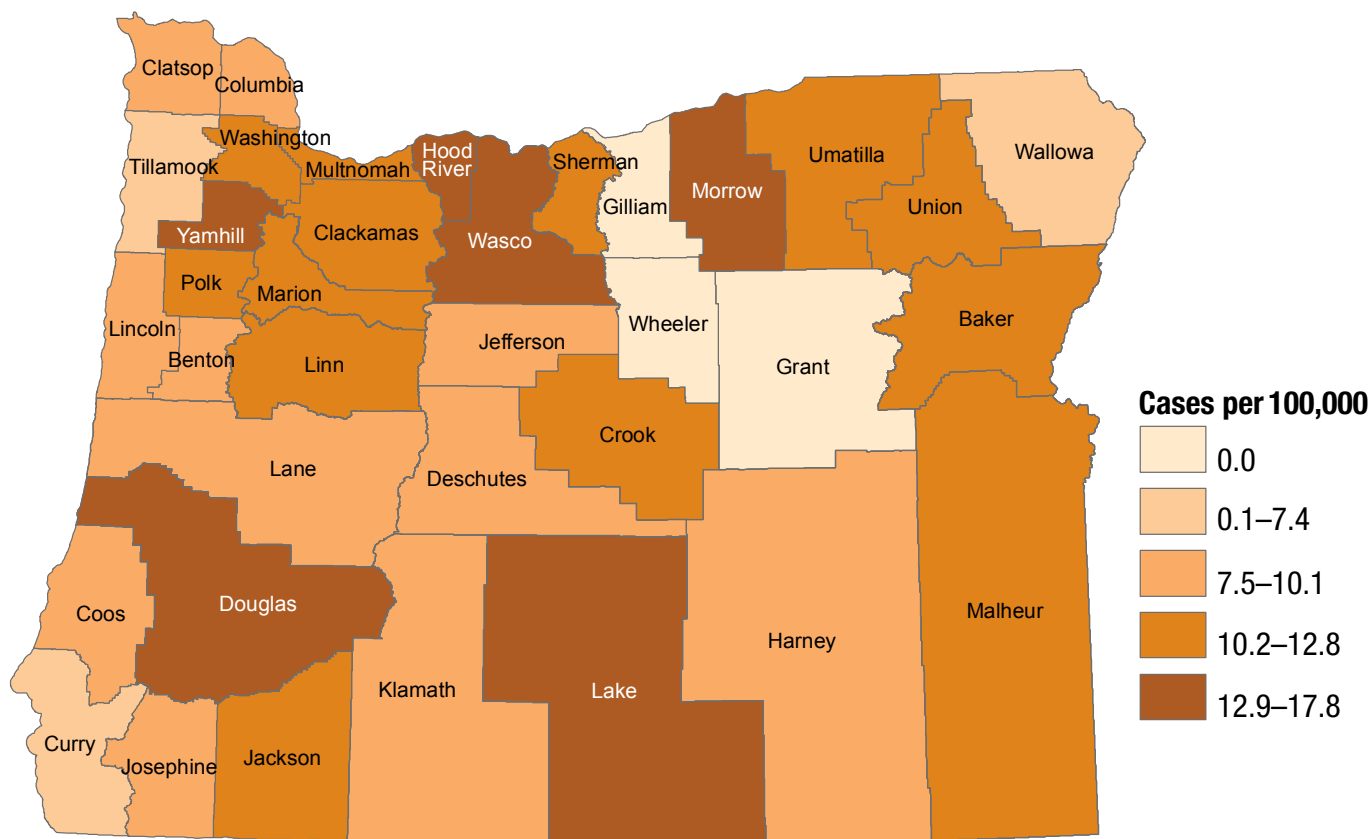 Clatsop
Columbia
Washington
Tillamook
Multnomah
Hood
River
Sherman
Umatilla
Wallowa
Morrow
Gilliam
Union
Yamhill
Clackamas
Wasco
Polk
Marion
Lincoln
Benton
Linn
Jefferson
Wheeler
Grant
Baker
Crook
Lane
Deschutes
Coos
Douglas
Klamath
Lake
Harney
Malheur
Curry
Josephine
Jackson
Cases per 100,000
0.0
0.1–7.4
7.5–10.1
10.2–12.8
12.9–17.8